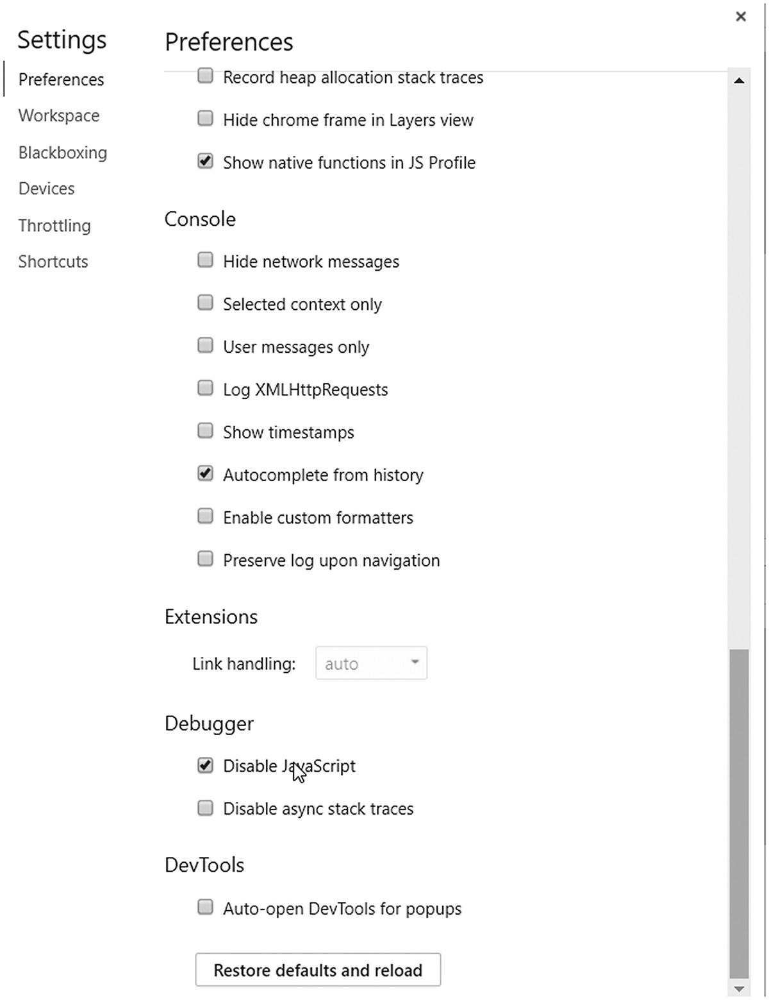 Settings
Preferences
Workspace
Blackboxing
Devices
Throttling
Shortcuts
Preferences
Record heap allocation stack traces
Hide chrome frame in Layers view
Show native functions in JS Profile
Console
Hide network messages
Selected context only
User messages only
Log XMLHttpRequests
Show timestamps
Autocomplete from history
Enable custom formatters
Preserve log upon navigation
Extensions
Link handling: auto
Debugger
Disable JavaScript
Disable async stack traces
DevTools
Auto-open DevTools for popups
Restore defaults and reload